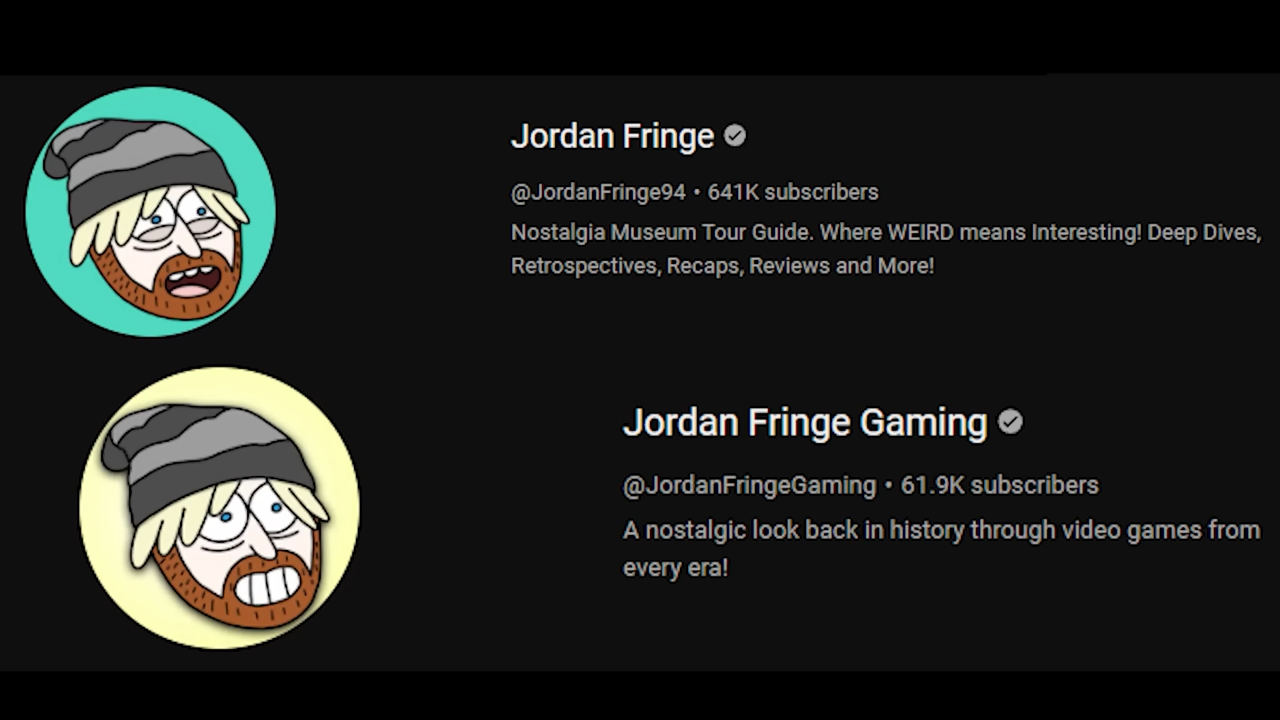 Jordan Fringe
@JordanFringe94 • 641K subscribers
Nostalgia Museum Tour Guide. Where WEIRD means Interesting! Deep Dives,
Retrospectives, Recaps, Reviews and More!
Jordan Fringe Gaming
@JordanFringeGaming • 61.9K subscribers
A nostalgic look back in history through video games from
every era!